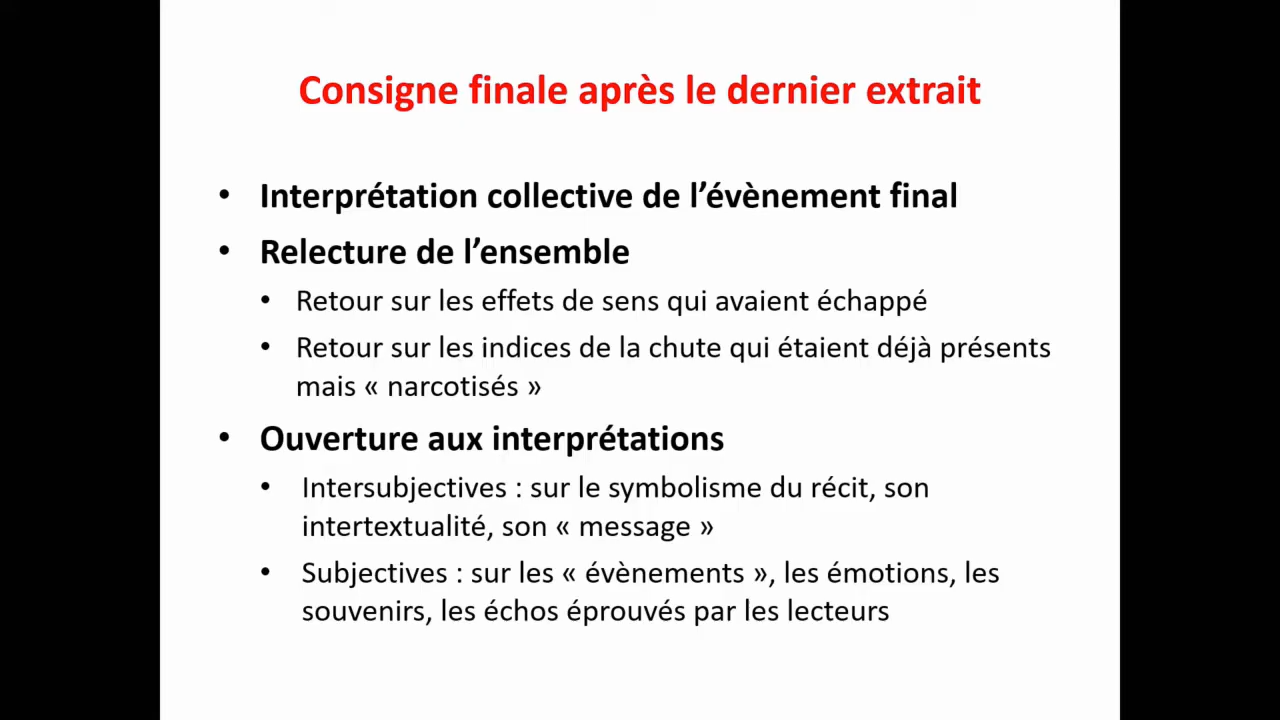 Consigne finale après le dernier extrait
• Interprétation collective de l’évènement final
• Relecture de l’ensemble
• Retour sur les effets de sens qui avaient échappé
• Retour sur les indices de la chute qui étaient déjà présents
mais « narcotisés »
• Ouverture aux interprétations
• Intersubjectives : sur le symbolisme du récit, son
intertextualité, son « message »
• Subjectives : sur les « évènements », les émotions, les
souvenirs, les échos éprouvés par les lecteurs